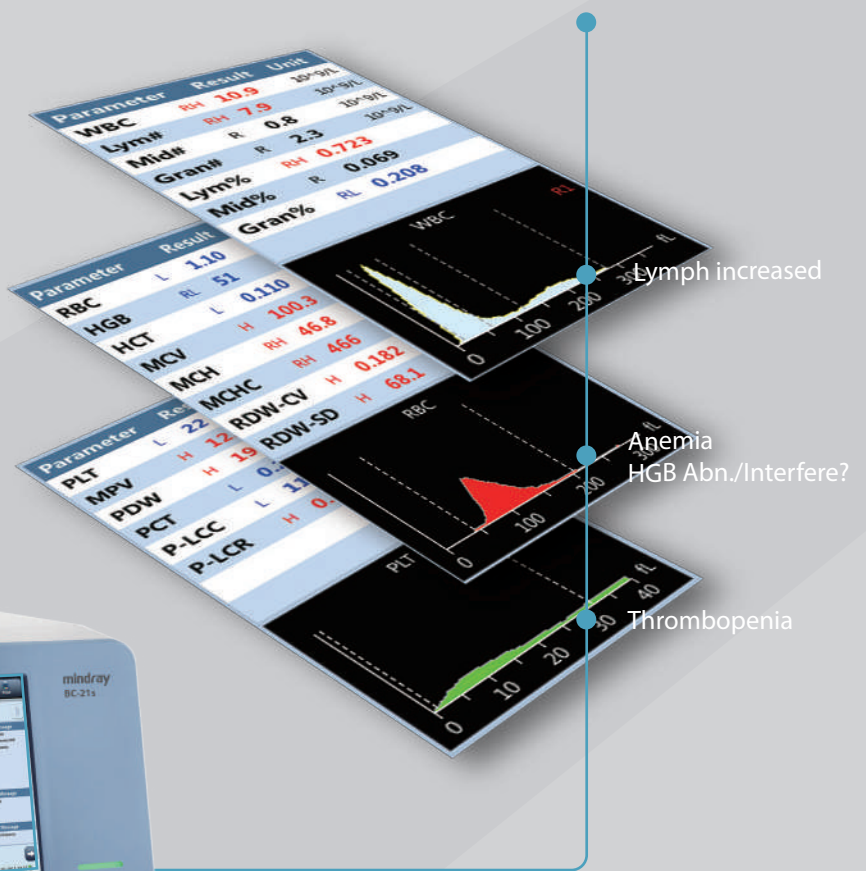 Parameter Result Unit
WBC RH 10.9 10^9/L
Lym# RH 7.9 10^9/L
Mid# R 0.8 10^9/L
Gran# R 2.3 10^9/L
Lym% RH 0.723
Mid% R 0.069
Gran% RL 0.208
WBC R1
0 100 200 300 fL
Lymph increased
Parameter Result
RBC L 1.10
HGB RL 51
HCT L 0.110
MCV H 100.3
MCH RH 46.8
MCHC RH 466
RDW-CV H 0.182
RDW-SD H 68.1
RBC
0 100 200 300 fL
Anemia
HGB Abn./Interfere?
Parameter
PLT L 22
MPV H
PDW H
PCT L
P-LCC L
P-LCR H
PLT
0 10 20 30 40 fL
Thrombopenia
mindray
BC-21s